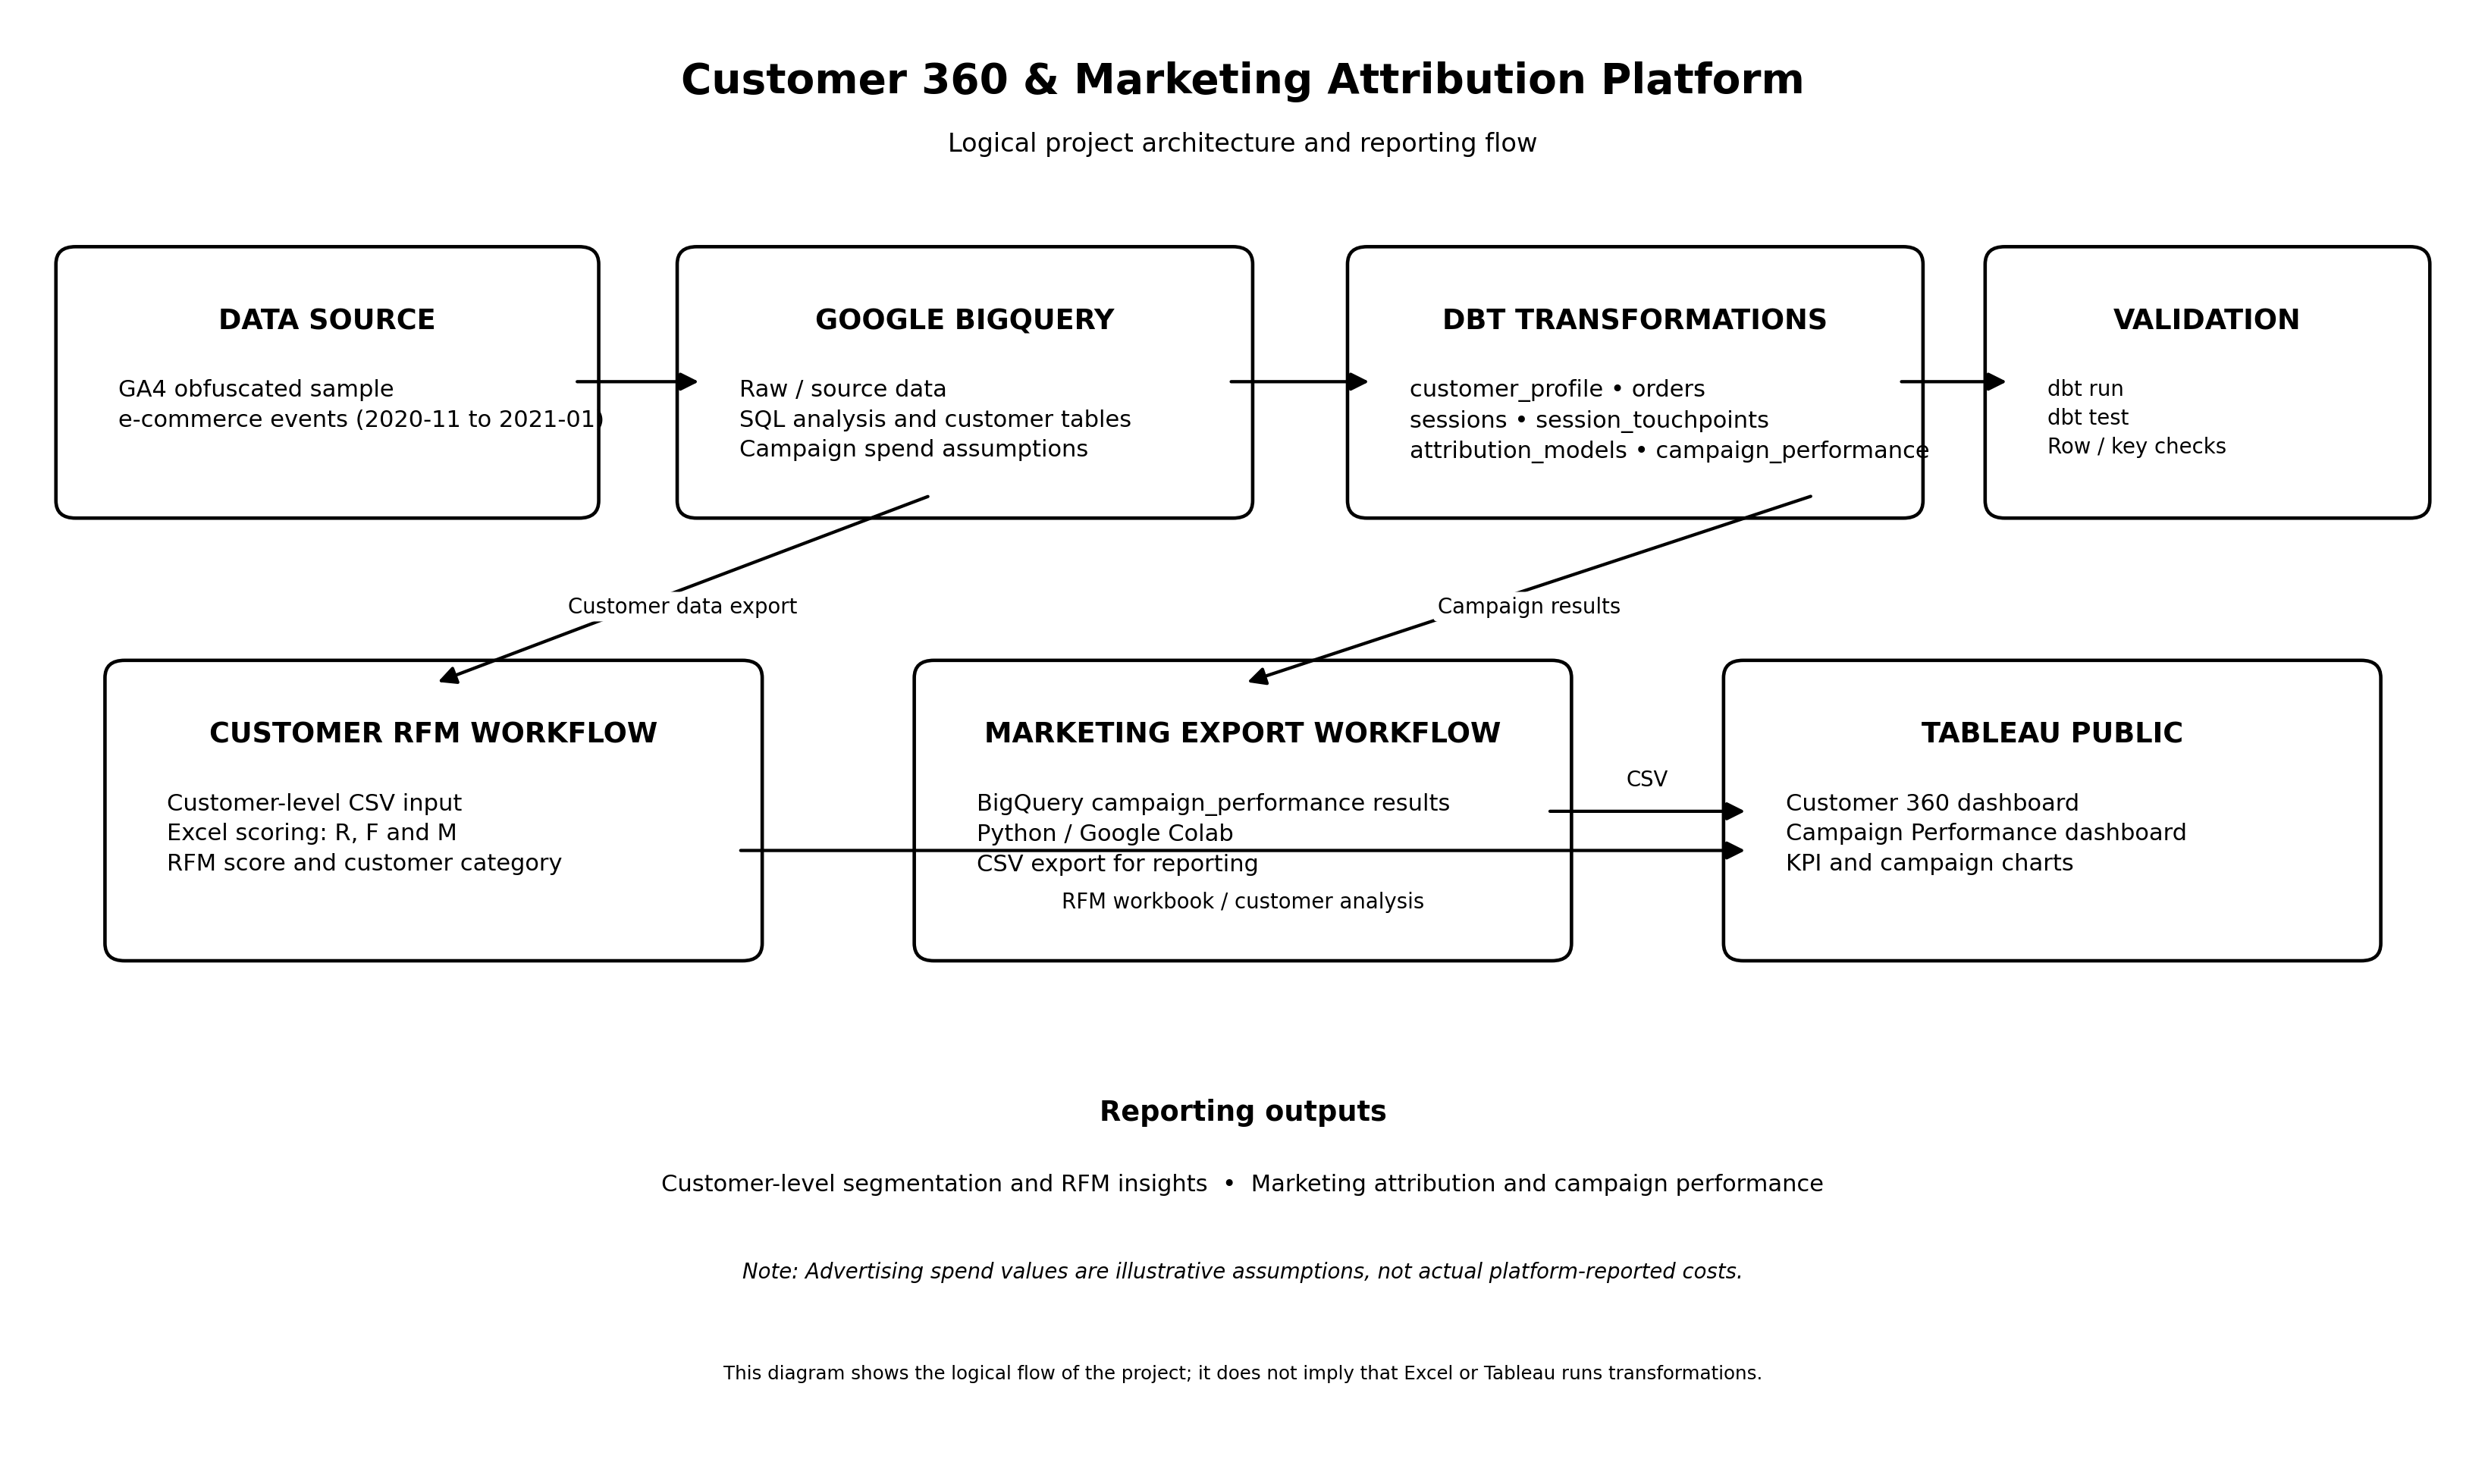 Customer 360 & Marketing Attribution Platform
Logical project architecture and reporting flow
DATA SOURCE
GA4 obfuscated sample
e-commerce events (2020-11 to 2021-01)
GOOGLE BIGQUERY
Raw / source data
SQL analysis and customer tables
Campaign spend assumptions
DBT TRANSFORMATIONS
customer_profile • orders
sessions • session_touchpoints
attribution_models • campaign_performance
VALIDATION
dbt run
dbt test
Row / key checks
Customer data export
Campaign results
CUSTOMER RFM WORKFLOW
Customer-level CSV input
Excel scoring: R, F and M
RFM score and customer category
MARKETING EXPORT WORKFLOW
BigQuery campaign_performance results
Python / Google Colab
CSV export for reporting
RFM workbook / customer analysis
CSV
TABLEAU PUBLIC
Customer 360 dashboard
Campaign Performance dashboard
KPI and campaign charts
Reporting outputs
Customer-level segmentation and RFM insights • Marketing attribution and campaign performance
Note: Advertising spend values are illustrative assumptions, not actual platform-reported costs.
This diagram shows the logical flow of the project; it does not imply that Excel or Tableau runs transformations.